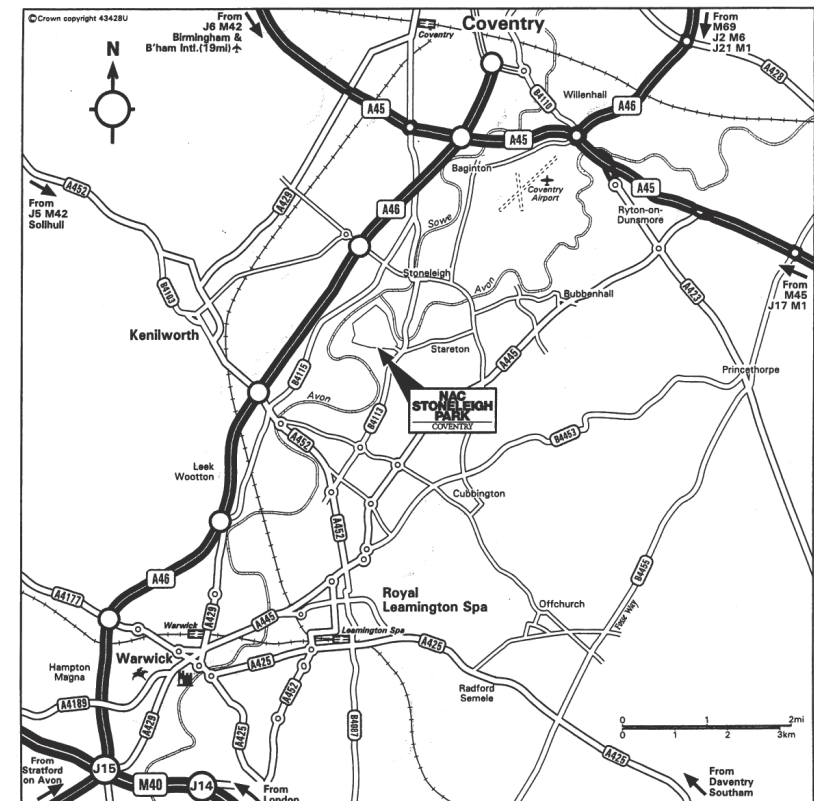 ©Crown copyright 43428U
From
J6 M42
Birmingham &
B'ham Intl.(19mi)
Coventry
Coventry
From
M69
J2 M6
J21 M1
N
A428
Willenhall
B4110
A46
A45
A45
Baginton
Coventry
Airport
A45
A452
From
J5 M42
Solihull
A429
A46
Sowe
Ryton-on-
Dunsmore
Stoneleigh
Avon
Bubbenhall
From
M45
J17 M1
A423
Kenilworth
Stareton
A445
B4115
Princethorpe
NAC
STONELEIGH
PARK
COVENTRY
Avon
B4113
A452
B4453
Leek
Wootton
Cubbington
A452
A46
A4177
B4455
Royal
Leamington Spa
A429
A445
Offchurch
Fosse Way
Warwick
Leamington Spa
A425
Warwick
A425
Hampton
Magna
A452
Radford
Semele
A4189
A429
A425
B4087
0 1 2mi
0 1 2 3km
A425
From
Stratford
on Avon
J15
M40
J14
From
London
From
Daventry
Southam